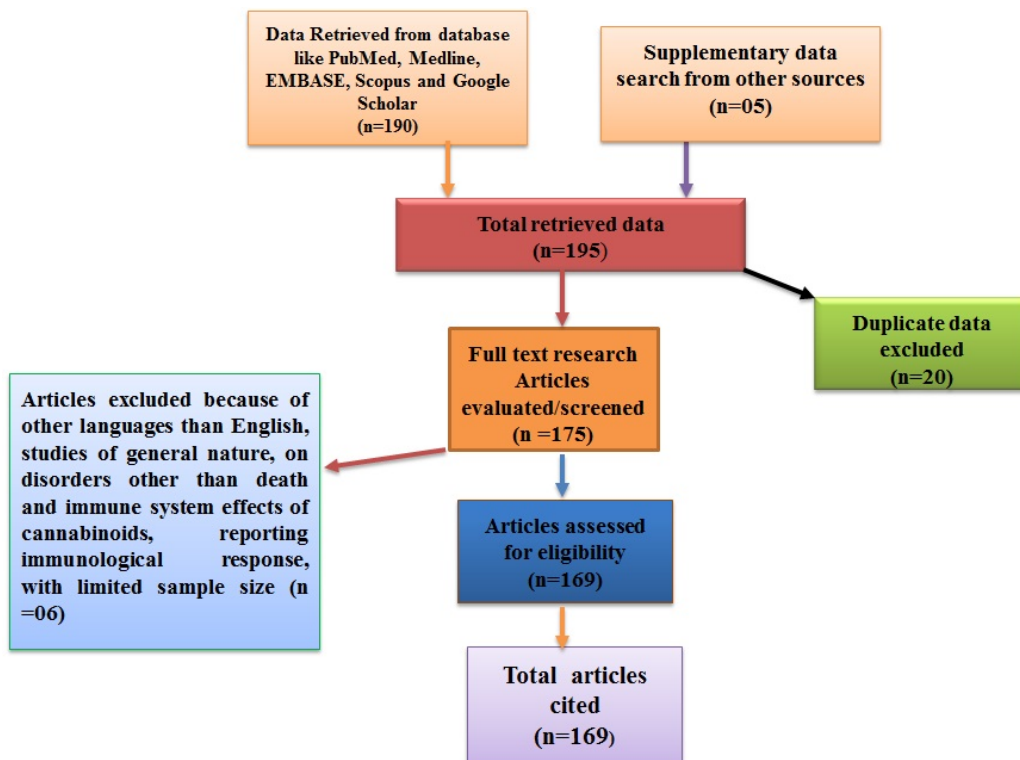 Data Retrieved from database
like PubMed, Medline,
EMBASE, Scopus and Google
Scholar
(n=190)
Supplementary data
search from other sources
(n=05)
Total retrieved data
(n=195)
Duplicate data
excluded
(n=20)
Full text research
Articles
evaluated/screened
(n =175)
Articles excluded because of
other languages than English,
studies of general nature, on
disorders other than death
and immune system effects of
cannabinoids, reporting
immunological response,
with limited sample size (n
=06)
Articles assessed
for eligibility
(n=169)
Total articles
cited
(n=169)